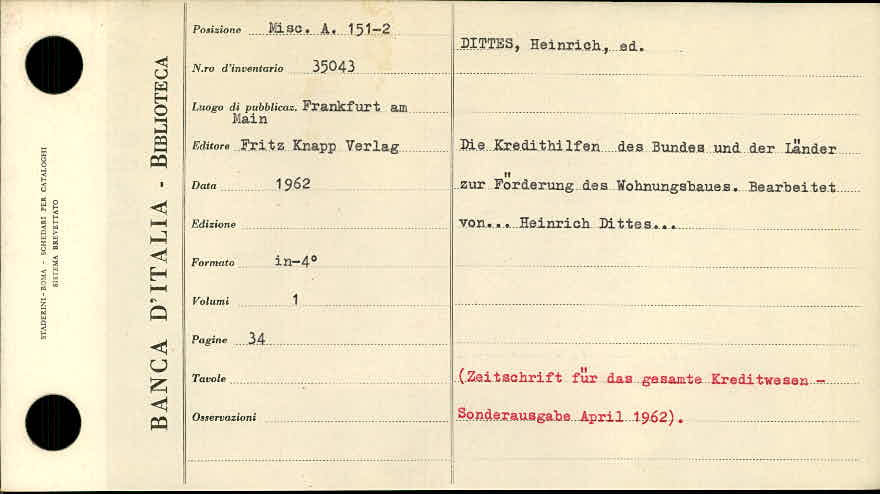 STADERINI-ROMA - SCHEDARI PER CATALOGHI
SISTEMA BREVETTATO
BANCA D'ITALIA - BIBLIOTECA
Posizione Misc. A. 151-2
N.ro d'inventario 35043
Luogo di pubblicaz. Frankfurt am
Main
Editore Fritz Knapp Verlag
Data 1962
Edizione
Formato in-4°
Volumi 1
Pagine 34
Tavole
Osservazioni
DITTES, Heinrich, ed.
Die Kredithilfen des Bundes und der Länder
zur Förderung des Wohnungsbaues. Bearbeitet
von... Heinrich Dittes...
(Zeitschrift für das gesamte Kreditwesen -
Sonderausgabe April 1962).